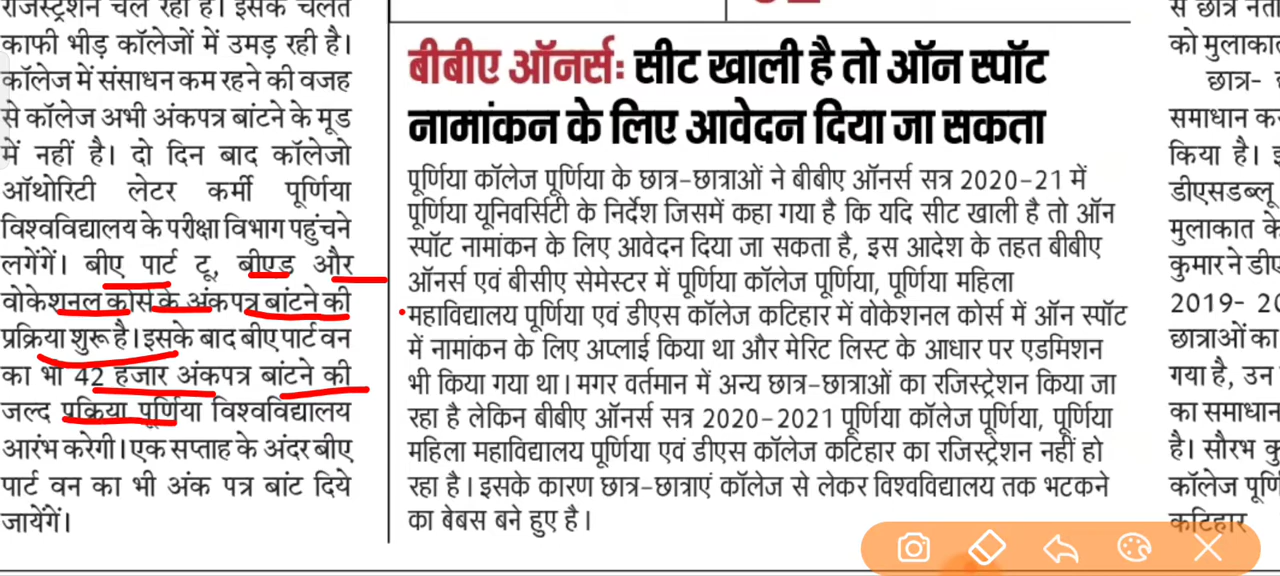 रजिस्ट्रेशन चल रहा है। इसके चलते
काफी भीड़ कॉलेजों में उमड़ रही है।
कॉलेज में संसाधन कम रहने की वजह
से कॉलेज अभी अंकपत्र बांटने के मूड
में नहीं है। दो दिन बाद कॉलेजो
ऑथोरिटी लेटर कर्मी पूर्णिया
विश्वविद्यालय के परीक्षा विभाग पहुंचने
लगेंगें। बीए पार्ट टू, बीएड और
वोकेशनल कोर्स के अंकपत्र बांटने की
प्रक्रिया शुरू है। इसके बाद बीए पार्ट वन
का भी 42 हजार अंकपत्र बांटने की
जल्द प्रक्रिया पूर्णिया विश्वविद्यालय
आरंभ करेगी। एक सप्ताह के अंदर बीए
पार्ट वन का भी अंक पत्र बांट दिये
जायेंगें।
बीबीए ऑनर्स: सीट खाली है तो ऑन स्पॉट
नामांकन के लिए आवेदन दिया जा सकता
पूर्णिया कॉलेज पूर्णिया के छात्र-छात्राओं ने बीबीए ऑनर्स सत्र 2020-21 में
पूर्णिया यूनिवर्सिटी के निर्देश जिसमें कहा गया है कि यदि सीट खाली है तो ऑन
स्पॉट नामांकन के लिए आवेदन दिया जा सकता है, इस आदेश के तहत बीबीए
ऑनर्स एवं बीसीए सेमेस्टर में पूर्णिया कॉलेज पूर्णिया, पूर्णिया महिला
महाविद्यालय पूर्णिया एवं डीएस कॉलेज कटिहार में वोकेशनल कोर्स में ऑन स्पॉट
में नामांकन के लिए अप्लाई किया था और मेरिट लिस्ट के आधार पर एडमिशन
भी किया गया था। मगर वर्तमान में अन्य छात्र-छात्राओं का रजिस्ट्रेशन किया जा
रहा है लेकिन बीबीए ऑनर्स सत्र 2020-2021 पूर्णिया कॉलेज पूर्णिया, पूर्णिया
महिला महाविद्यालय पूर्णिया एवं डीएस कॉलेज कटिहार का रजिस्ट्रेशन नहीं हो
रहा है। इसके कारण छात्र-छात्राएं कॉलेज से लेकर विश्वविद्यालय तक भटकने
का बेबस बने हुए है।
से छात्र
को
छात्र-
समाधान
किया है।
डीएसडब्लू
मुलाकात के
कुमार ने
2019-
छात्राओं का
गया है, उन
का समाधान
है। सौरभ
कॉलेज
कटिहार